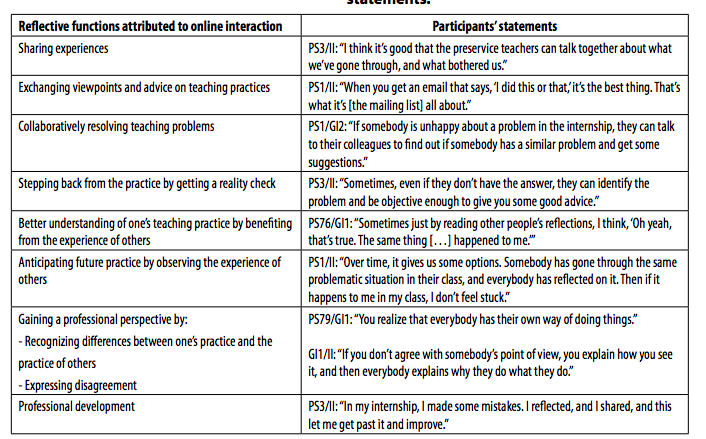 statements.
Reflective functions attributed to online interaction
Participants’ statements
Sharing experiences
PS3/II: “I think it’s good that the preservice teachers can talk together about what
we’ve gone through, and what bothered us.”
Exchanging viewpoints and advice on teaching practices
PS1/II: “When you get an email that says, ‘I did this or that,’ it’s the best thing. That’s
what it’s [the mailing list] all about.”
Collaboratively resolving teaching problems
PS1/GI2: “If somebody is unhappy about a problem in the internship, they can talk
to their colleagues to find out if somebody has a similar problem and get some
suggestions.”
Stepping back from the practice by getting a reality check
PS3/II: “Sometimes, even if they don’t have the answer, they can identify the
problem and be objective enough to give you some good advice.”
Better understanding of one’s teaching practice by benefiting
from the experience of others
PS76/GI1: “Sometimes just by reading other people’s reflections, I think, ‘Oh yeah,
that’s true. The same thing […] happened to me.’”
Anticipating future practice by observing the experience of
others
PS1/II: “Over time, it gives us some options. Somebody has gone through the same
problematic situation in their class, and everybody has reflected on it. Then if it
happens to me in my class, I don’t feel stuck.”
Gaining a professional perspective by:
- Recognizing differences between one’s practice and the
practice of others
- Expressing disagreement
PS79/GI1: “You realize that everybody has their own way of doing things.”
GI1/II: “If you don’t agree with somebody’s point of view, you explain how you see
it, and then everybody explains why they do what they do.”
Professional development
PS3/II: “In my internship, I made some mistakes. I reflected, and I shared, and this
let me get past it and improve.”